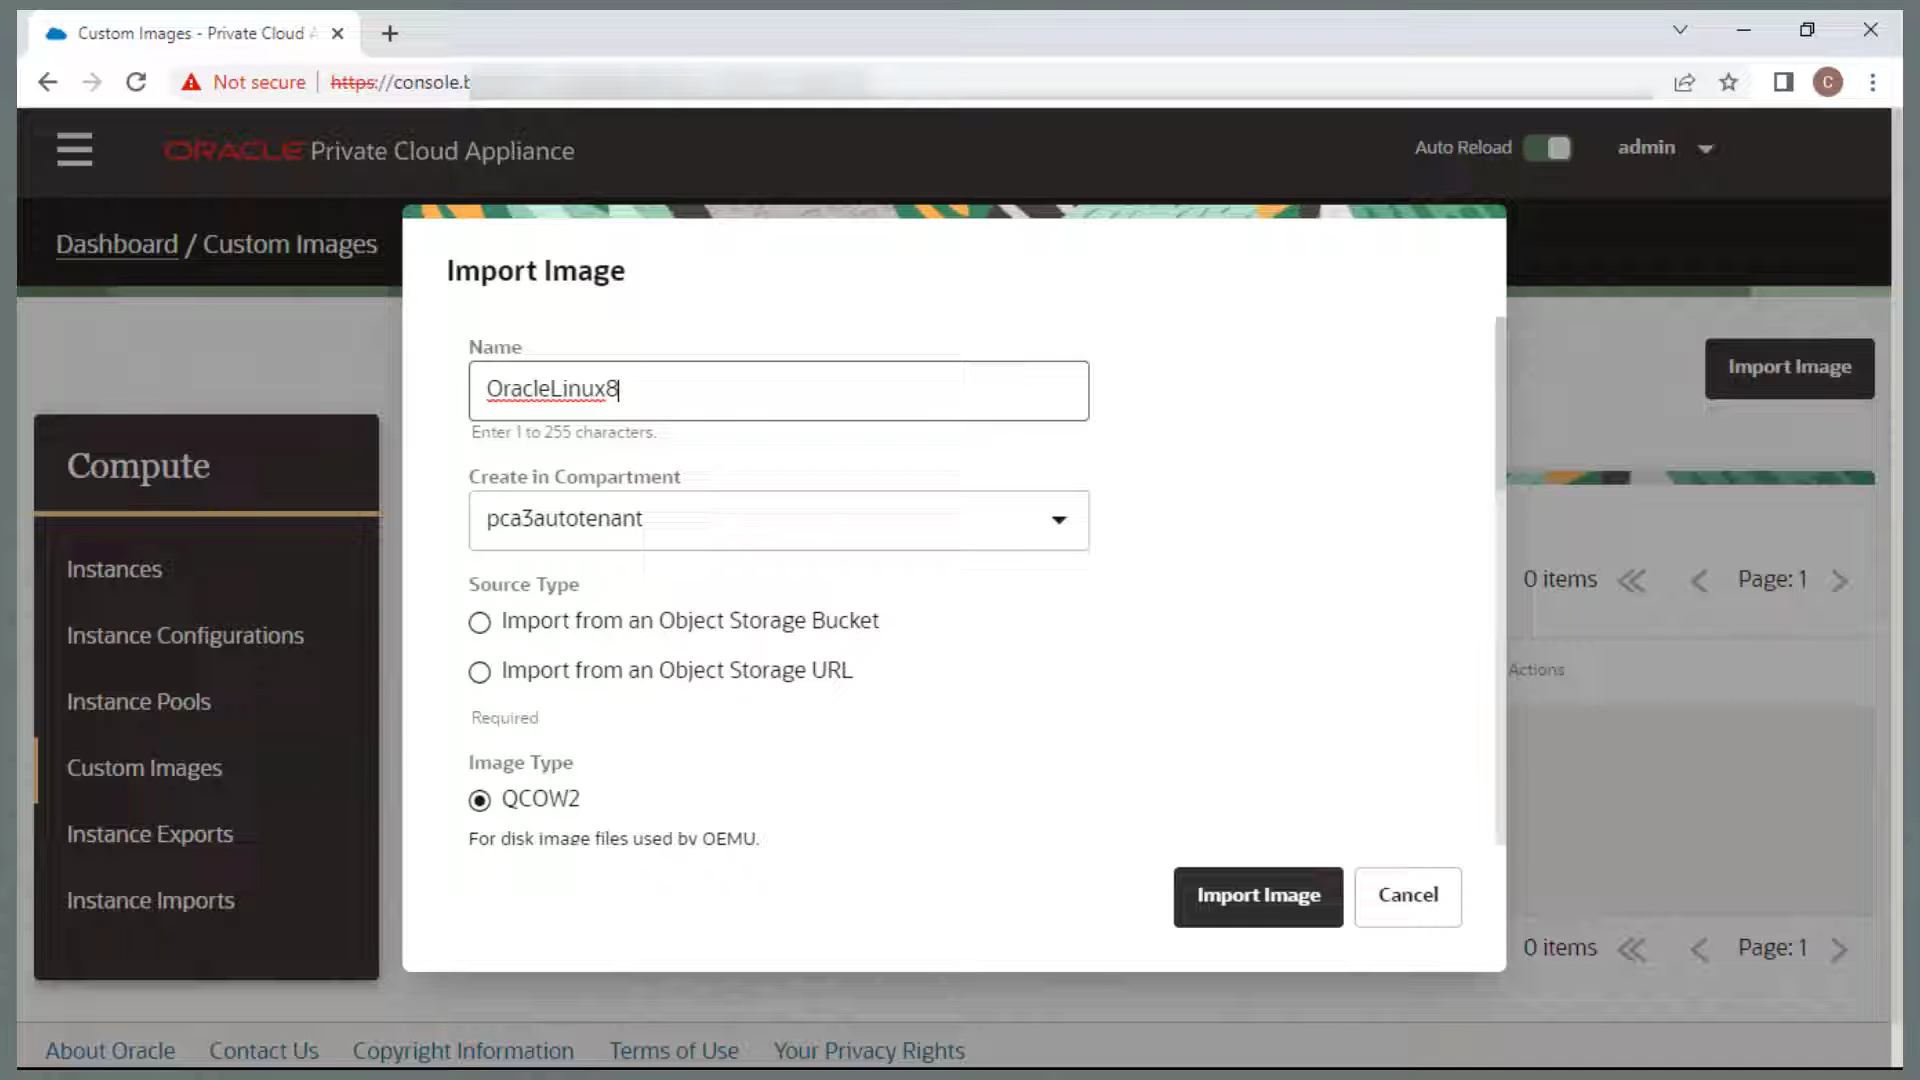 Custom Images - Private Cloud A
Not secure https://console.b
C
ORACLE Private Cloud Appliance
Auto Reload
admin
Dashboard / Custom Images
Import Image
Import Image
Name
OracleLinux8
Enter 1 to 255 characters.
Create in Compartment
pca3autotenant
Source Type
Import from an Object Storage Bucket
Import from an Object Storage URL
Required
Image Type
QCOW2
For disk image files used by QEMU.
Import Image
Cancel
Compute
Instances
Instance Configurations
Instance Pools
Custom Images
Instance Exports
Instance Imports
0 items
Page: 1
Actions
0 items
Page: 1
About Oracle
Contact Us
Copyright Information
Terms of Use
Your Privacy Rights